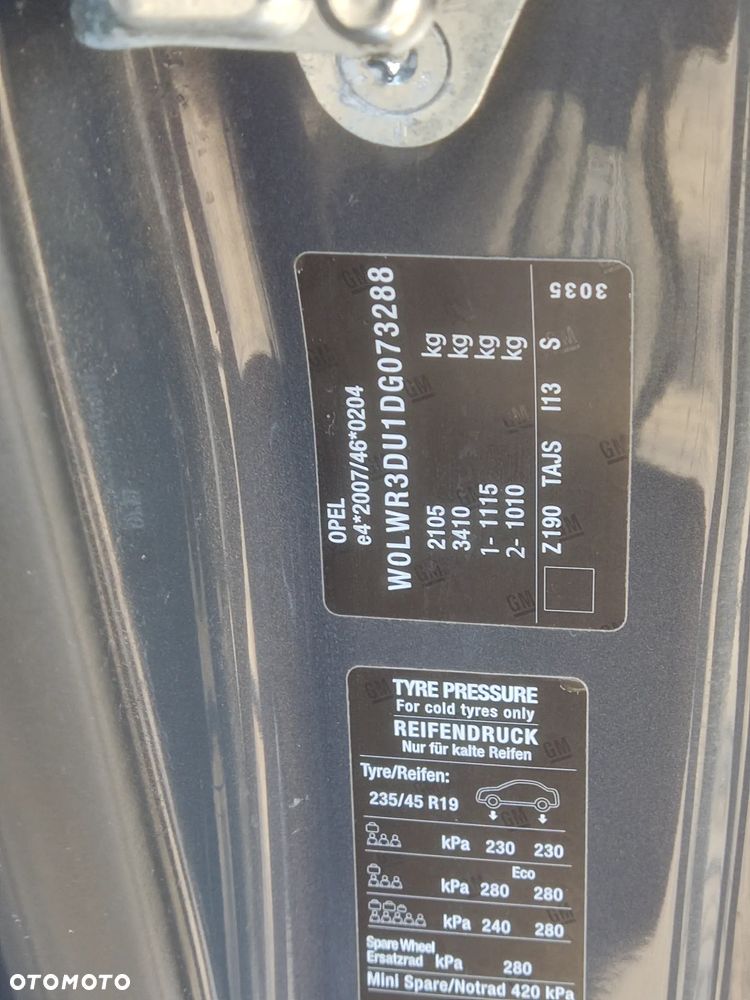 OPEL
e4*2007/46*0204
W0LWR3DU1DG073288
2105 kg
3410 kg
1- 1115 kg
2- 1010 kg
Z190 TAJS I13 S
3035
TYRE PRESSURE
For cold tyres only
REIFENDRUCK
Nur für kalte Reifen
Tyre/Reifen:
235/45 R19
kPa 230 230
Eco
kPa 280 280
kPa 240 280
Spare Wheel
Ersatzrad kPa 280
Mini Spare/Notrad 420 kPa
GM
OTOMOTO